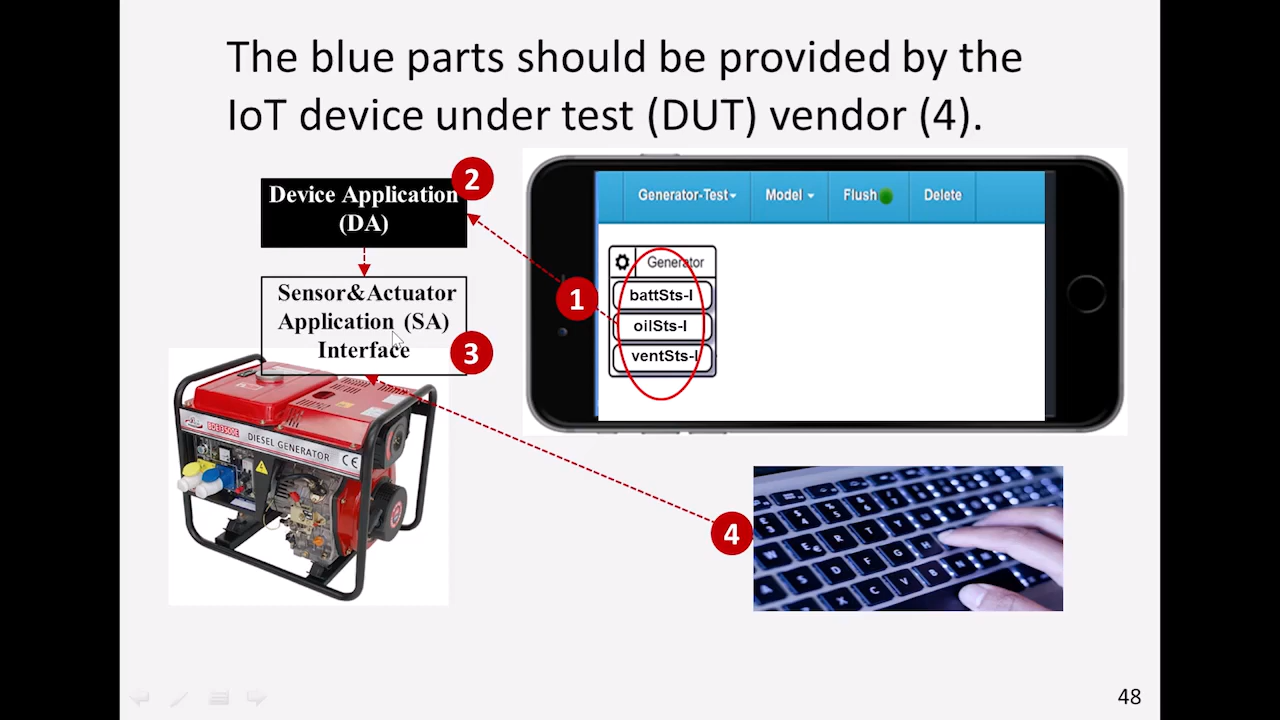 The blue parts should be provided by the
IoT device under test (DUT) vendor (4).
2
Device Application
(DA)
Sensor&Actuator
Application (SA)
Interface
3
1
Generator-Test
Model
Flush
Delete
Generator
battSts-I
oilSts-I
ventSts-I
DIESEL GENERATOR
CE
4
48